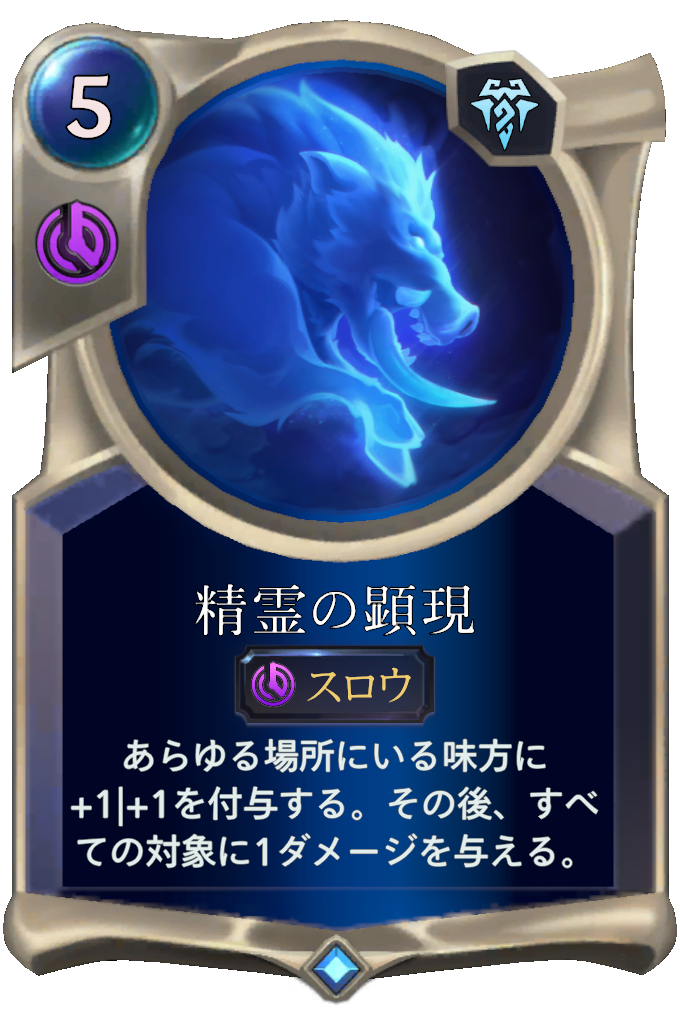 5
精霊の顕現
スロウ
あらゆる場所にいる味方に
+1|+1を付与する。その後、すべ
ての対象に1ダメージを与える。